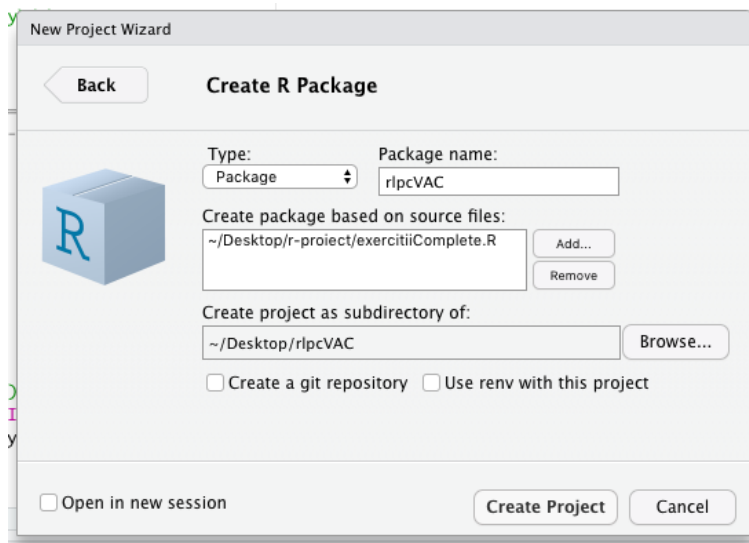 New Project Wizard
Back
Create R Package
Type:
Package name:
Package
rlpcVAC
R
Create package based on source files:
~/Desktop/r-project/exercitiiComplete.R
Add...
Remove
Create project as subdirectory of:
~/Desktop/rlpcVAC
Browse...
Create a git repository
Use renv with this project
Open in new session
Create Project
Cancel